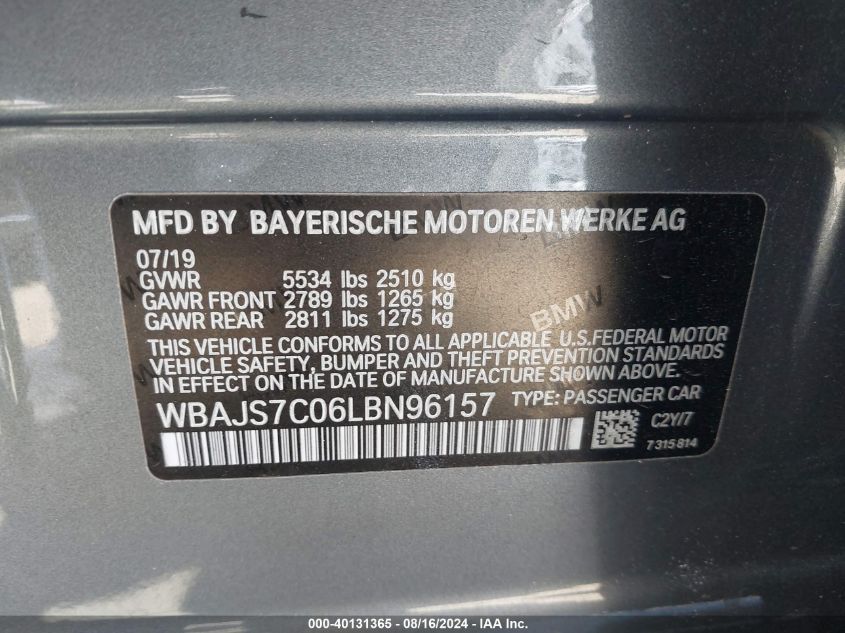 MFD BY BAYERISCHE MOTOREN WERKE AG
07/19
GVWR 5534 lbs 2510 kg
GAWR FRONT 2789 lbs 1265 kg
GAWR REAR 2811 lbs 1275 kg
BMW
THIS VEHICLE CONFORMS TO ALL APPLICABLE U.S.FEDERAL MOTOR
VEHICLE SAFETY, BUMPER AND THEFT PREVENTION STANDARDS
IN EFFECT ON THE DATE OF MANUFACTURE SHOWN ABOVE.
WBAJS7C06LBN96157 TYPE: PASSENGER CAR
C2Y/7
7315814
000-40131365 - 08/16/2024 - IAA Inc.